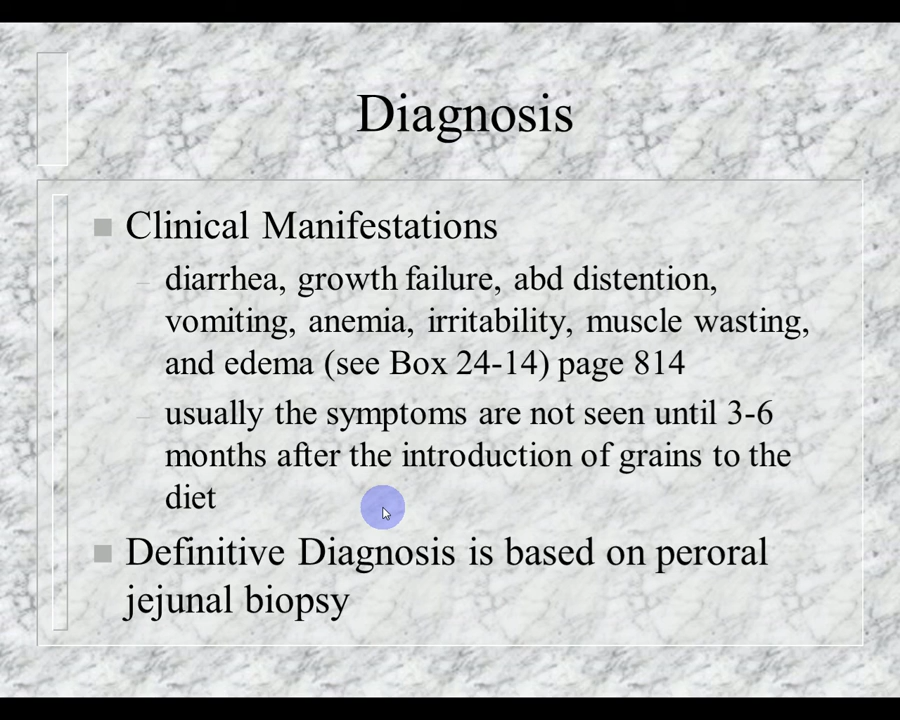 Diagnosis
Clinical Manifestations
– diarrhea, growth failure, abd distention,
vomiting, anemia, irritability, muscle wasting,
and edema (see Box 24-14) page 814
– usually the symptoms are not seen until 3-6
months after the introduction of grains to the
diet
Definitive Diagnosis is based on peroral
jejunal biopsy